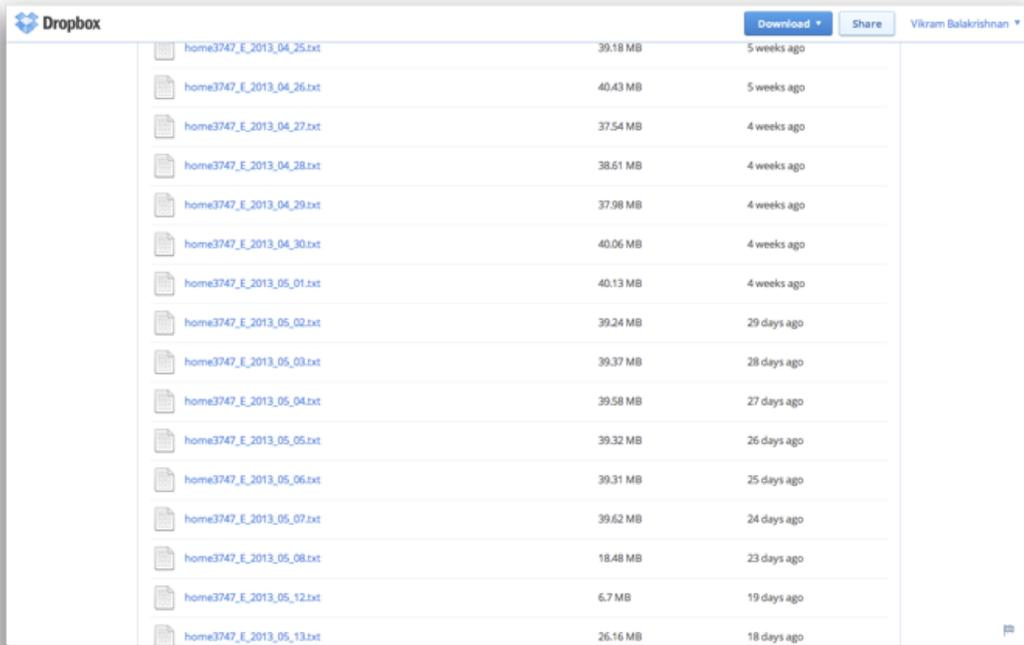 Dropbox Download Share Vikram Balakrishnan
home3747_E_2013_04_25.txt 39.18 MB 5 weeks ago
home3747_E_2013_04_26.txt 40.43 MB 5 weeks ago
home3747_E_2013_04_27.txt 37.54 MB 4 weeks ago
home3747_E_2013_04_28.txt 38.61 MB 4 weeks ago
home3747_E_2013_04_29.txt 37.98 MB 4 weeks ago
home3747_E_2013_04_30.txt 40.06 MB 4 weeks ago
home3747_E_2013_05_01.txt 40.13 MB 4 weeks ago
home3747_E_2013_05_02.txt 39.24 MB 29 days ago
home3747_E_2013_05_03.txt 39.37 MB 28 days ago
home3747_E_2013_05_04.txt 39.58 MB 27 days ago
home3747_E_2013_05_05.txt 39.32 MB 26 days ago
home3747_E_2013_05_06.txt 39.31 MB 25 days ago
home3747_E_2013_05_07.txt 39.62 MB 24 days ago
home3747_E_2013_05_08.txt 18.48 MB 23 days ago
home3747_E_2013_05_12.txt 6.7 MB 19 days ago
home3747_E_2013_05_13.txt 26.16 MB 18 days ago